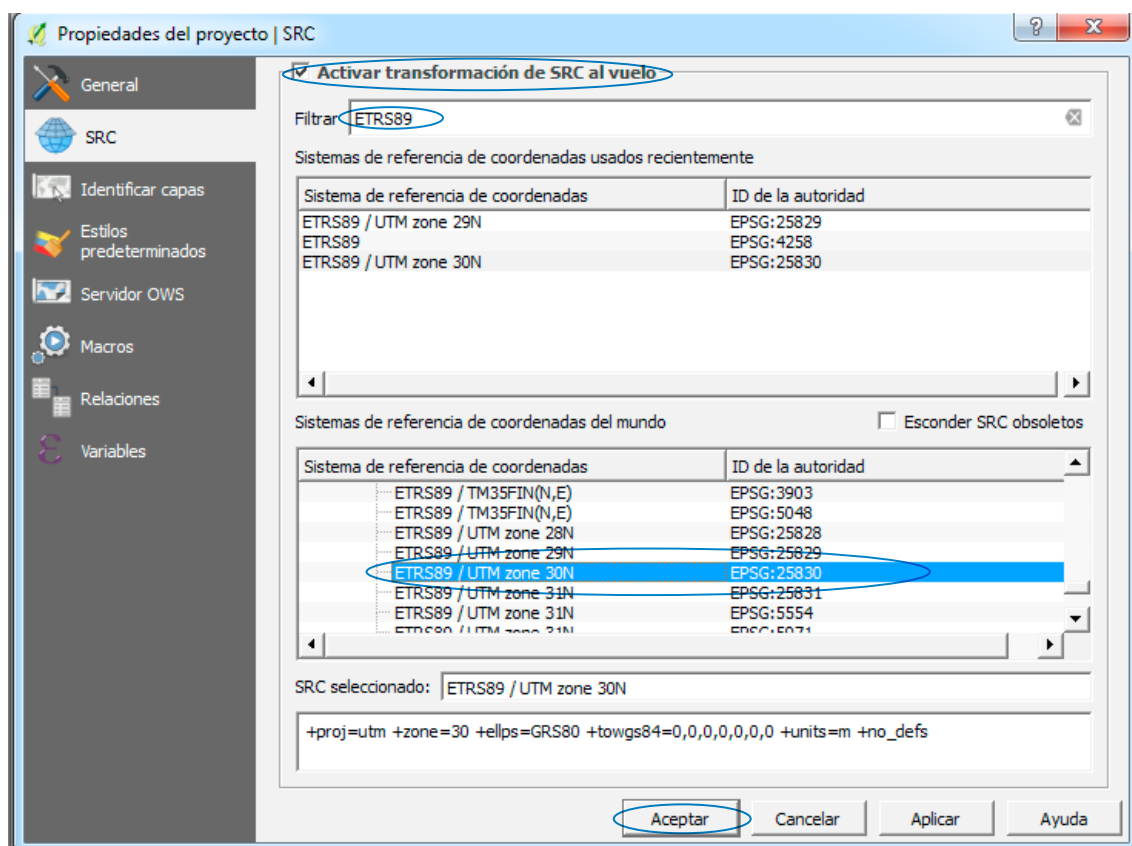 Propiedades del proyecto | SRC
General
SRC
Identificar capas
Estilos
predeterminados
Servidor OWS
Macros
Relaciones
Variables
Activar transformación de SRC al vuelo
Filtrar ETRS89
Sistemas de referencia de coordenadas usados recientemente
Sistema de referencia de coordenadas ID de la autoridad
ETRS89 / UTM zone 29N EPSG:25829
ETRS89 EPSG:4258
ETRS89 / UTM zone 30N EPSG:25830
Sistemas de referencia de coordenadas del mundo Esconder SRC obsoletos
Sistema de referencia de coordenadas ID de la autoridad
ETRS89 / TM35FIN(N,E) EPSG:3903
ETRS89 / TM35FIN(N,E) EPSG:5048
ETRS89 / UTM zone 28N EPSG:25828
ETRS89 / UTM zone 29N EPSG:25829
ETRS89 / UTM zone 30N EPSG:25830
ETRS89 / UTM zone 31N EPSG:25831
ETRS89 / UTM zone 31N EPSG:5554
ETRS89 / UTM zone 31N EPSG:5971
SRC seleccionado: ETRS89 / UTM zone 30N
+proj=utm +zone=30 +ellps=GRS80 +towgs84=0,0,0,0,0,0,0 +units=m +no_defs
Aceptar Cancelar Aplicar Ayuda